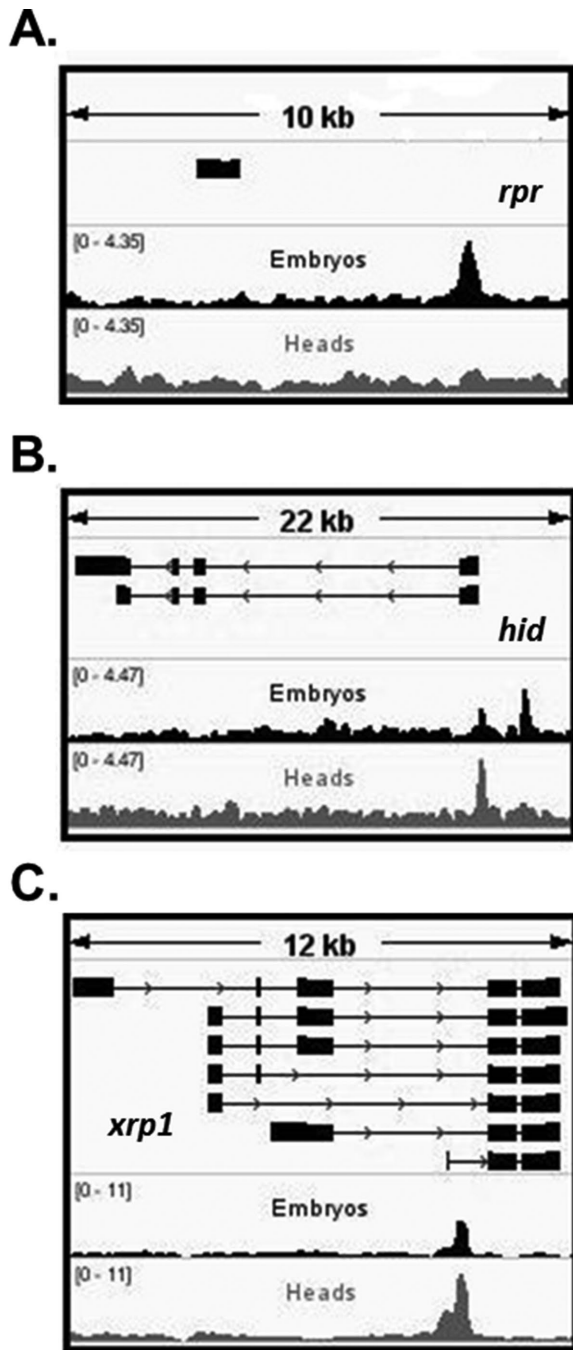 A.
10 kb
rpr
[0 - 4.35]
Embryos
[0 - 4.35]
Heads
B.
22 kb
hid
[0 - 4.47]
Embryos
[0 - 4.47]
Heads
C.
12 kb
xrp1
[0 - 11]
Embryos
[0 - 11]
Heads